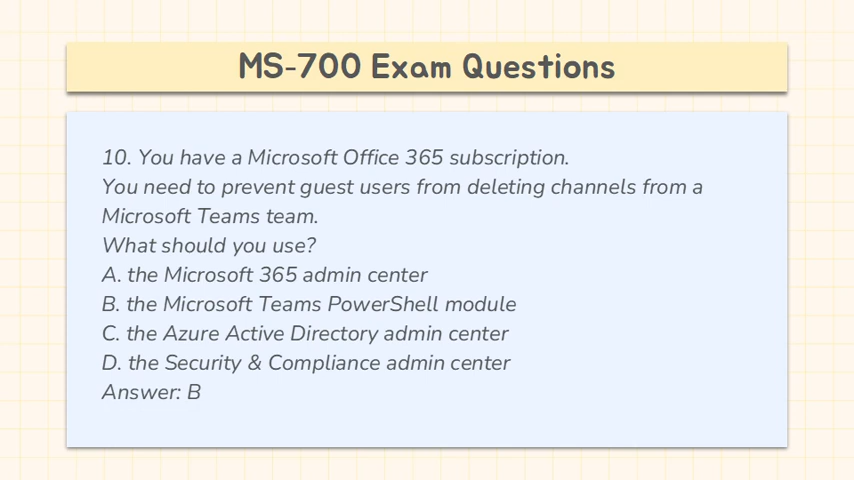 MS-700 Exam Questions
10. You have a Microsoft Office 365 subscription.
You need to prevent guest users from deleting channels from a
Microsoft Teams team.
What should you use?
A. the Microsoft 365 admin center
B. the Microsoft Teams PowerShell module
C. the Azure Active Directory admin center
D. the Security & Compliance admin center
Answer: B